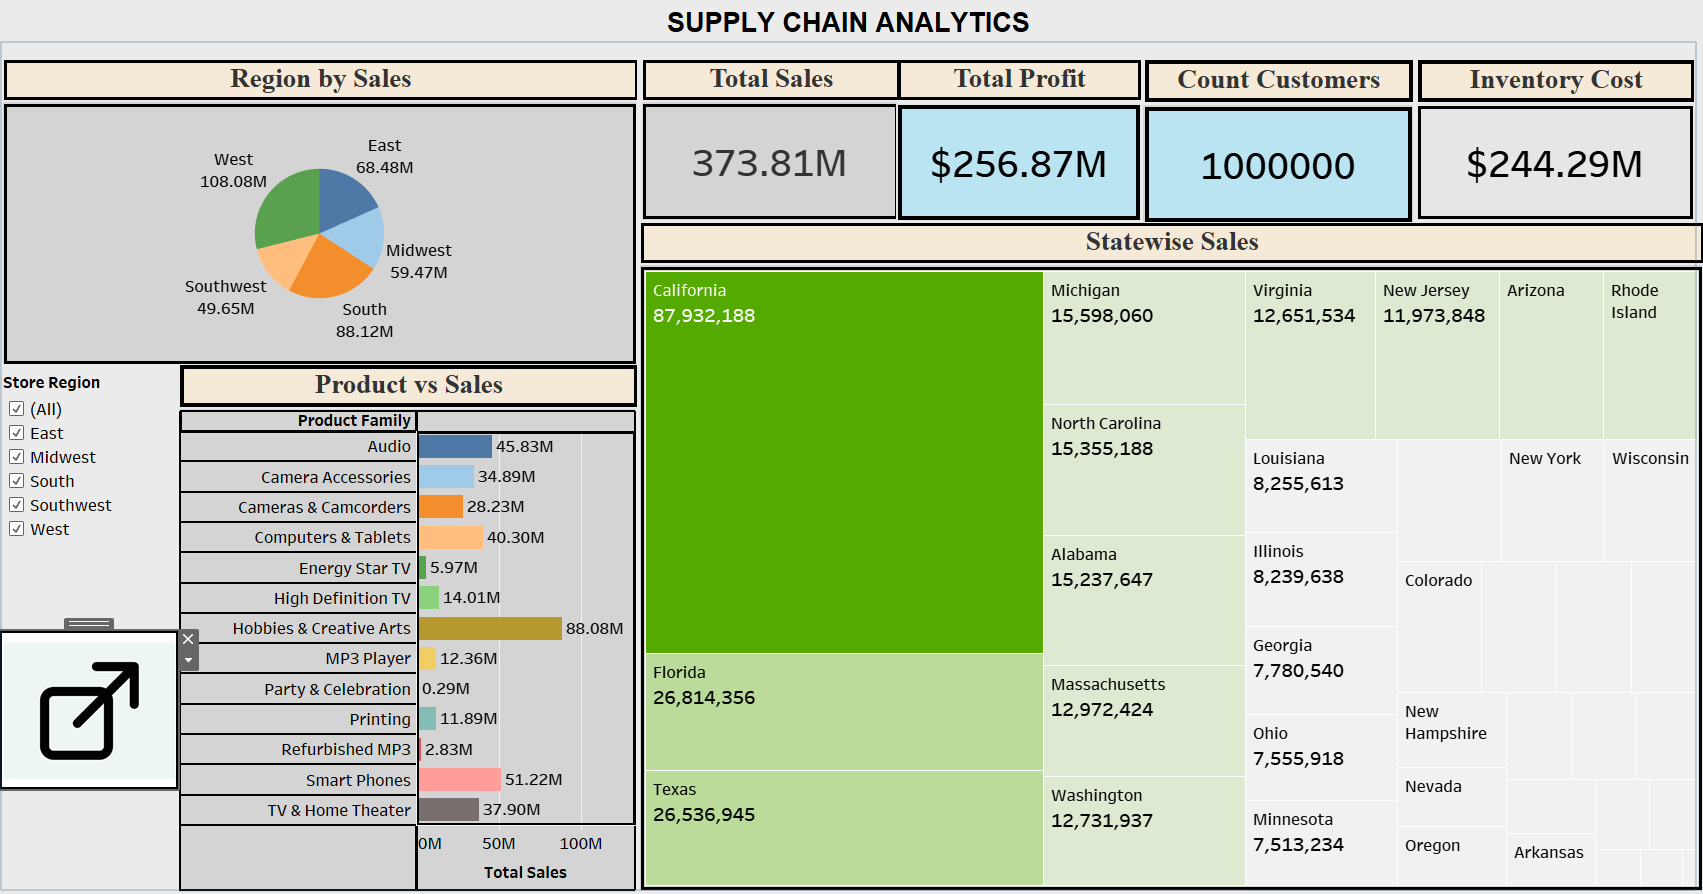 SUPPLY CHAIN ANALYTICS
Region by Sales
Total Sales
Total Profit
Count Customers
Inventory Cost
373.81M
$256.87M
1000000
$244.29M
East
68.48M
West
108.08M
Midwest
59.47M
Southwest
49.65M
South
88.12M
Store Region
(All)
East
Midwest
South
Southwest
West
Product vs Sales
Product Family
Audio 45.83M
Camera Accessories 34.89M
Cameras & Camcorders 28.23M
Computers & Tablets 40.30M
Energy Star TV 5.97M
High Definition TV 14.01M
Hobbies & Creative Arts 88.08M
MP3 Player 12.36M
Party & Celebration 0.29M
Printing 11.89M
Refurbished MP3 2.83M
Smart Phones 51.22M
TV & Home Theater 37.90M
0M 50M 100M
Total Sales
Statewise Sales
California
87,932,188
Florida
26,814,356
Texas
26,536,945
Michigan
15,598,060
North Carolina
15,355,188
Alabama
15,237,647
Massachusetts
12,972,424
Washington
12,731,937
Virginia
12,651,534
New Jersey
11,973,848
Arizona
Rhode
Island
Louisiana
8,255,613
Illinois
8,239,638
Georgia
7,780,540
Ohio
7,555,918
Minnesota
7,513,234
New York
Wisconsin
Colorado
New
Hampshire
Nevada
Oregon
Arkansas